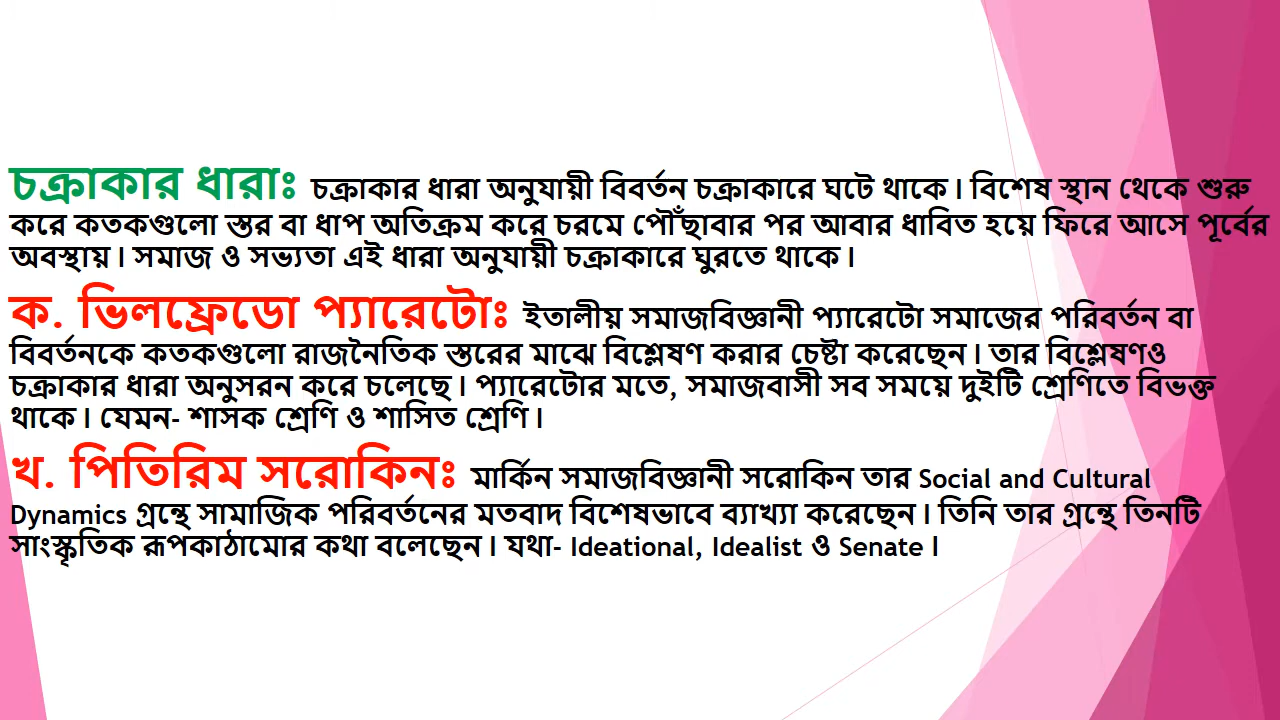 চক্রাকার ধারাঃ চক্রাকার ধারা অনুযায়ী বিবর্তন চক্রাকারে ঘটে থাকে। বিশেষ স্থান থেকে শুরু
করে কতকগুলো স্তর বা ধাপ অতিক্রম করে চরমে পৌঁছাবার পর আবার ধাবিত হয়ে ফিরে আসে পূর্বের
অবস্থায়। সমাজ ও সভ্যতা এই ধারা অনুযায়ী চক্রাকারে ঘুরতে থাকে।
ক. ভিলফ্রেডো প্যারেটোঃ ইতালীয় সমাজবিজ্ঞানী প্যারেটো সমাজের পরিবর্তন বা
বিবর্তনকে কতকগুলো রাজনৈতিক স্তরের মাঝে বিশ্লেষণ করার চেষ্টা করেছেন। তার বিশ্লেষণও
চক্রাকার ধারা অনুসরন করে চলেছে। প্যারেটোর মতে, সমাজবাসী সব সময়ে দুইটি শ্রেণিতে বিভক্ত
থাকে। যেমন- শাসক শ্রেণি ও শাসিত শ্রেণি।
খ. পিতিরিম সরোকিনঃ মার্কিন সমাজবিজ্ঞানী সরোকিন তার Social and Cultural
Dynamics গ্রন্থে সামাজিক পরিবর্তনের মতবাদ বিশেষভাবে ব্যাখ্যা করেছেন। তিনি তার গ্রন্থে তিনটি
সাংস্কৃতিক রূপকাঠামোর কথা বলেছেন। যথা- Ideational, Idealist ও Senate।